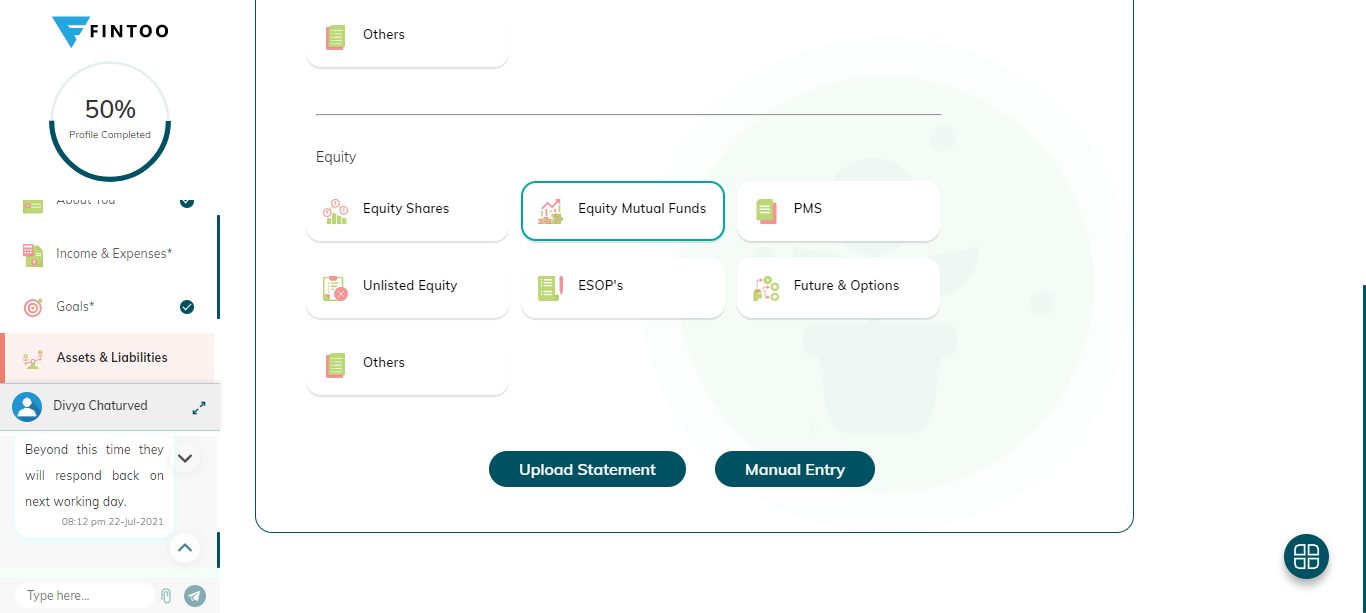 FINTOO
50%
Profile Completed
About You
Income & Expenses*
Goals*
Assets & Liabilities
Divya Chaturved
Beyond this time they
will respond back on
next working day.
08:12 pm 22-Jul-2021
Type here...
Others
Equity
Equity Shares
Equity Mutual Funds
PMS
Unlisted Equity
ESOP's
Future & Options
Others
Upload Statement
Manual Entry